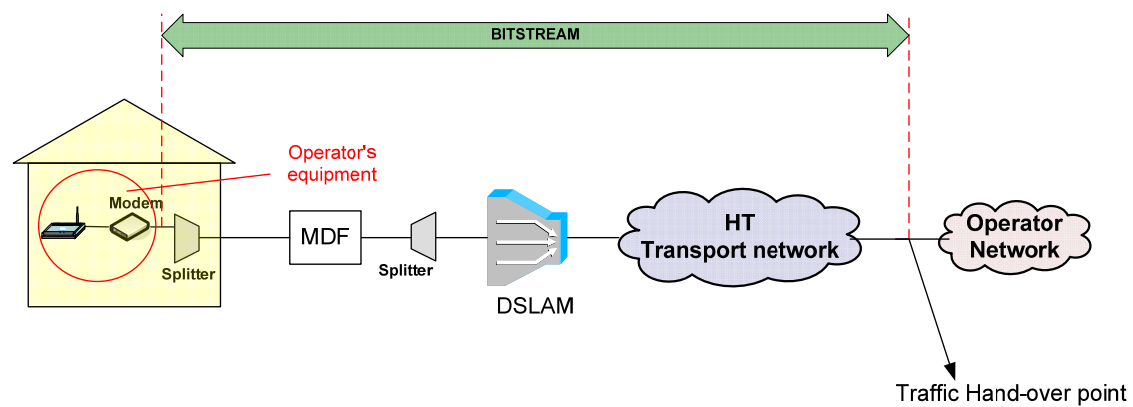 BITSTREAM
Operator's
equipment
Modem
Splitter
MDF
Splitter
DSLAM
HT
Transport network
Operator
Network
Traffic Hand-over point